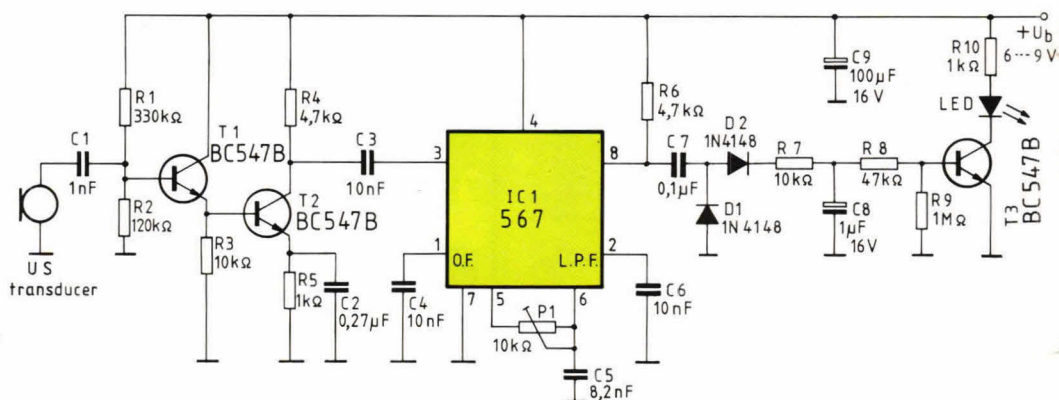 +Ub
6---9V
R1
330kΩ
R4
4,7kΩ
R6
4,7kΩ
C9
100µF
16V
R10
1kΩ
LED
C1
1nF
T1
BC547B
C3
10nF
3
4
8
C7
0,1µF
D2
1N4148
R7
10kΩ
R8
47kΩ
IC1
567
R2
120kΩ
T2
BC547B
D1
1N4148
C8
1µF
16V
R9
1MΩ
T3
BC547B
US
transducer
R3
10kΩ
R5
1kΩ
C2
0,27µF
1
O.F.
L.P.F.
2
C4
10nF
7
5
6
P1
10kΩ
C6
10nF
C5
8,2nF